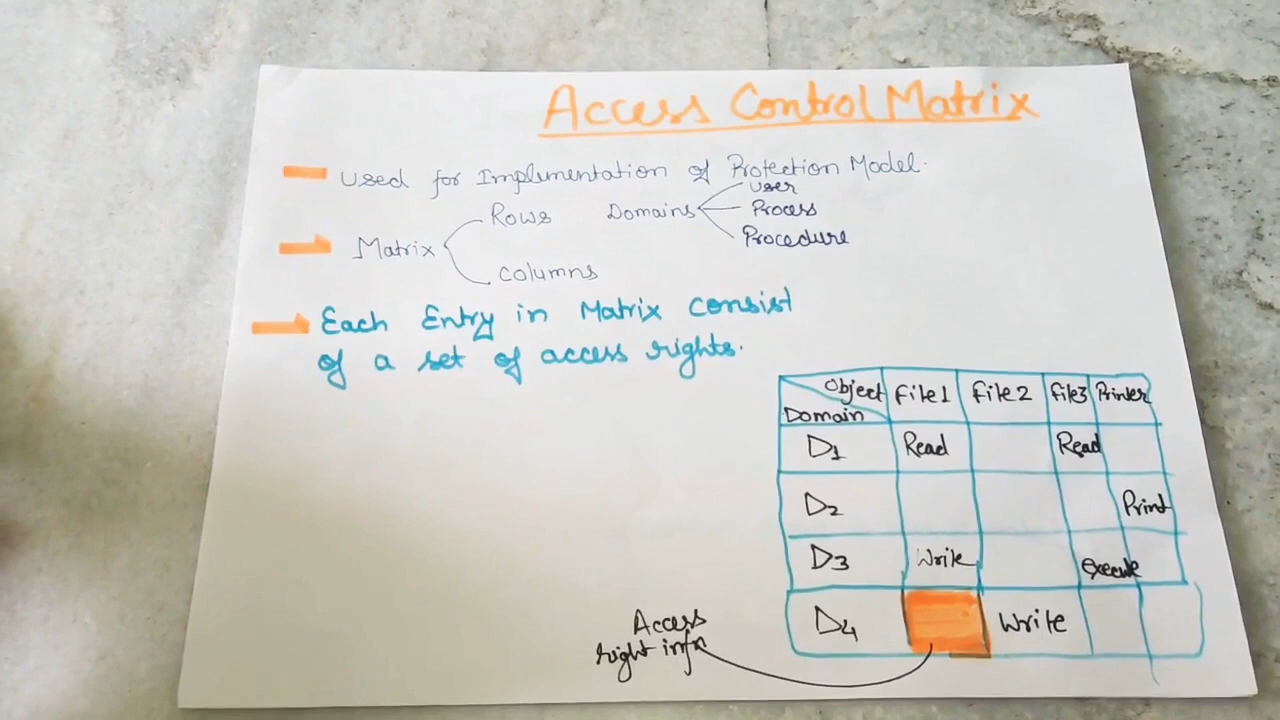 Access Control Matrix
Used for Implementation of Protection Model.
Matrix
Rows
Columns
Domains
User
Process
Procedure
Each Entry in Matrix consist
of a set of access rights.
Object File1 File2 File3 Printer
Domain
D1 Read Read
D2 Print
D3 Write execute
D4 Write
Access
right info